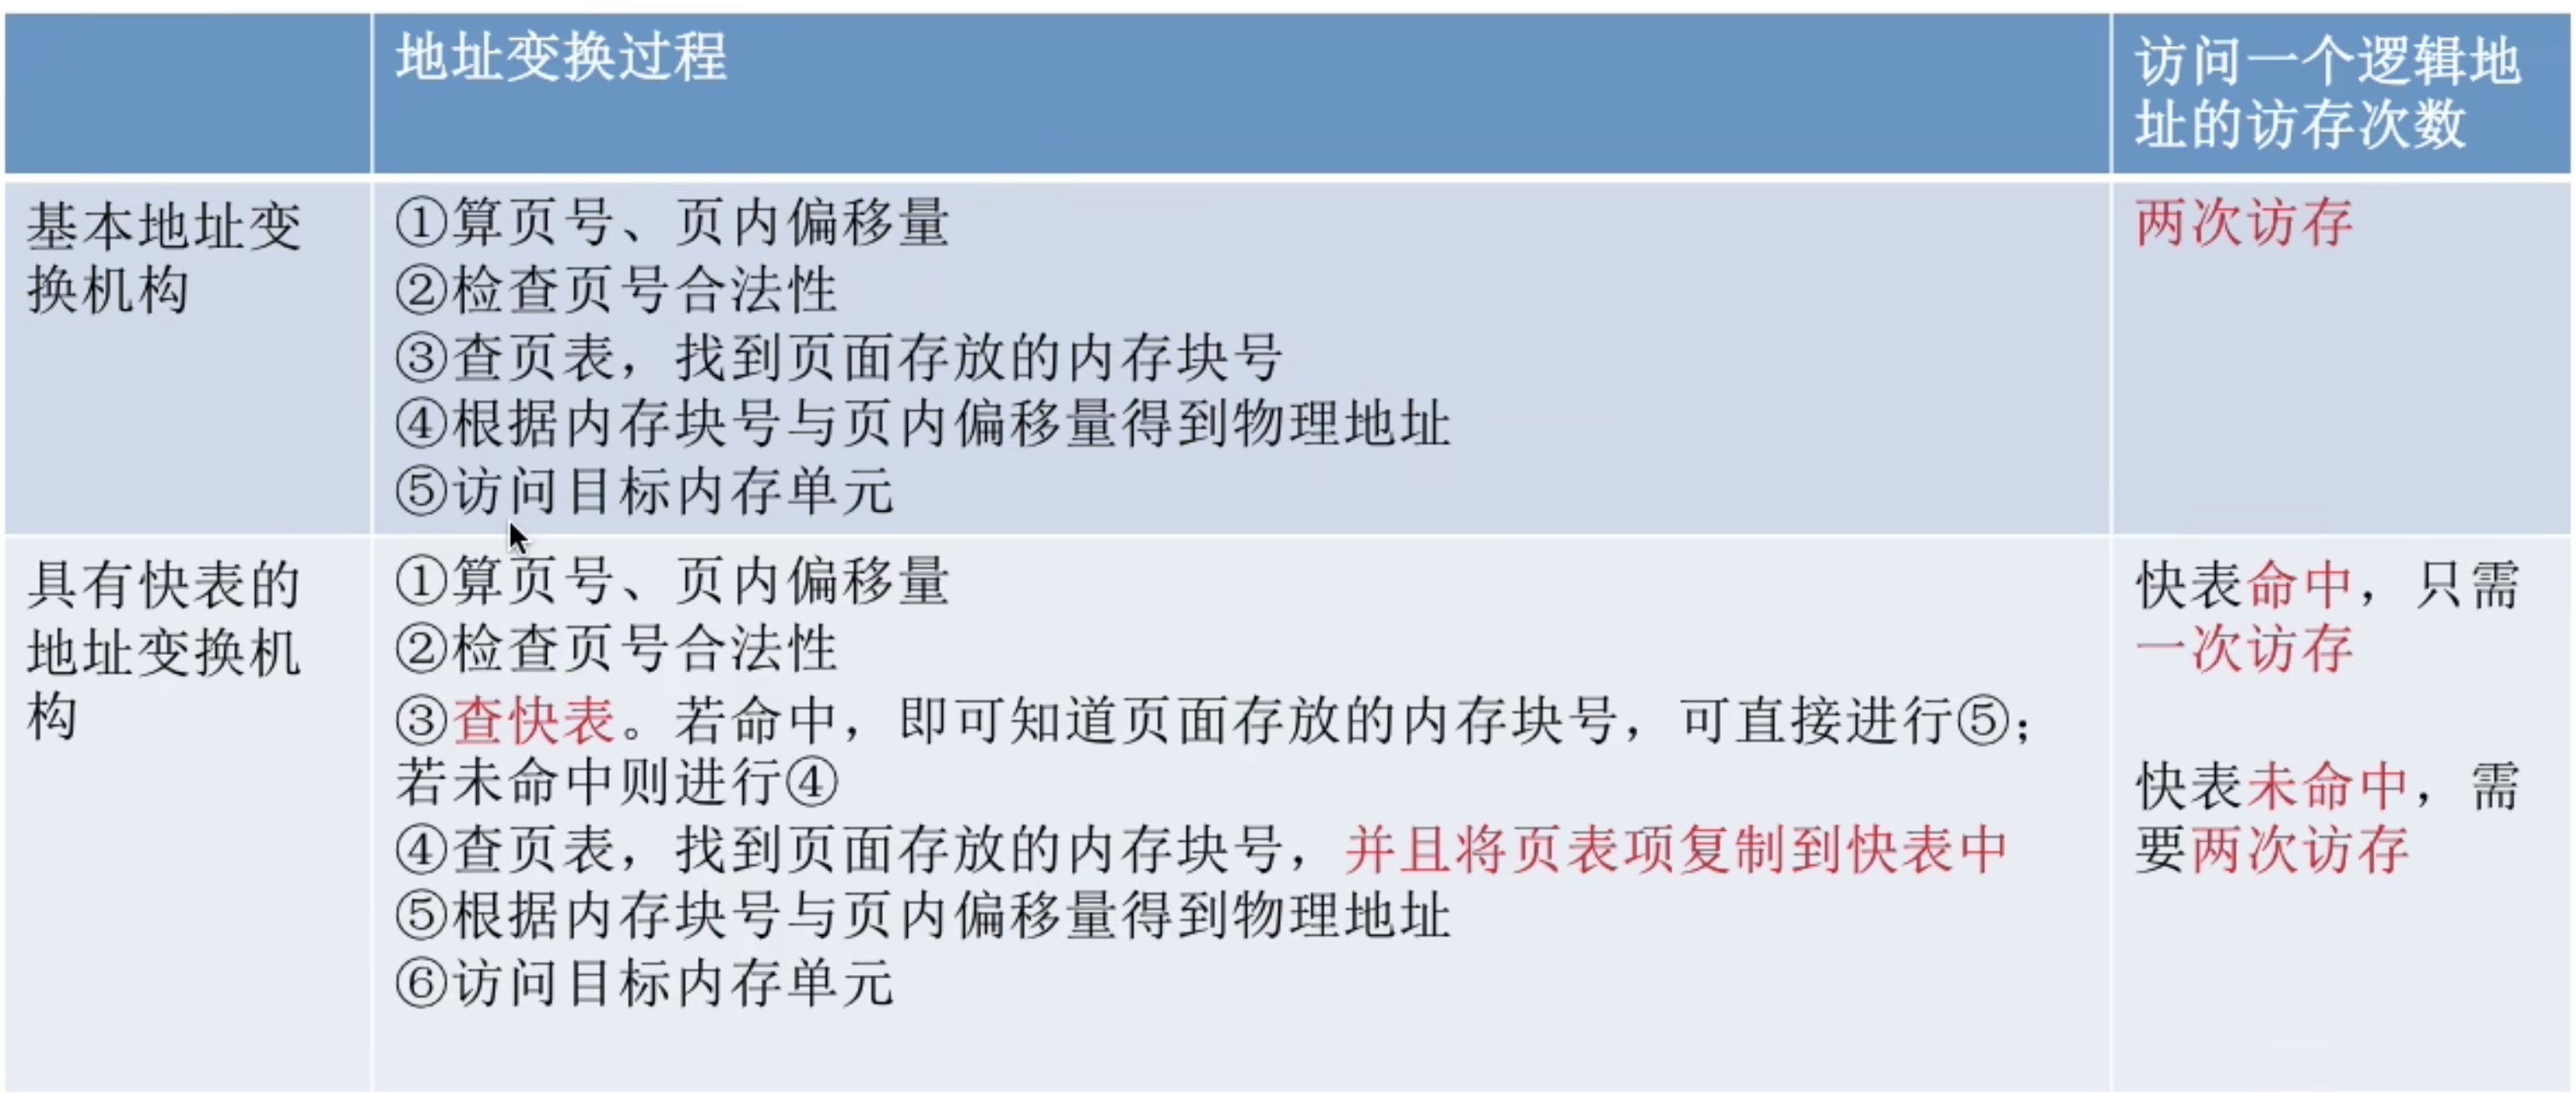 地址变换过程
访问一个逻辑地
址的访存次数
基本地址变
换机构
①算页号、页内偏移量
②检查页号合法性
③查页表，找到页面存放的内存块号
④根据内存块号与页内偏移量得到物理地址
⑤访问目标内存单元
两次访存
具有快表的
地址变换机
构
①算页号、页内偏移量
②检查页号合法性
③查快表。若命中，即可知道页面存放的内存块号，可直接进行⑤；
若未命中则进行④
④查页表，找到页面存放的内存块号，并且将页表项复制到快表中
⑤根据内存块号与页内偏移量得到物理地址
⑥访问目标内存单元
快表命中，只需
一次访存
快表未命中，需
要两次访存